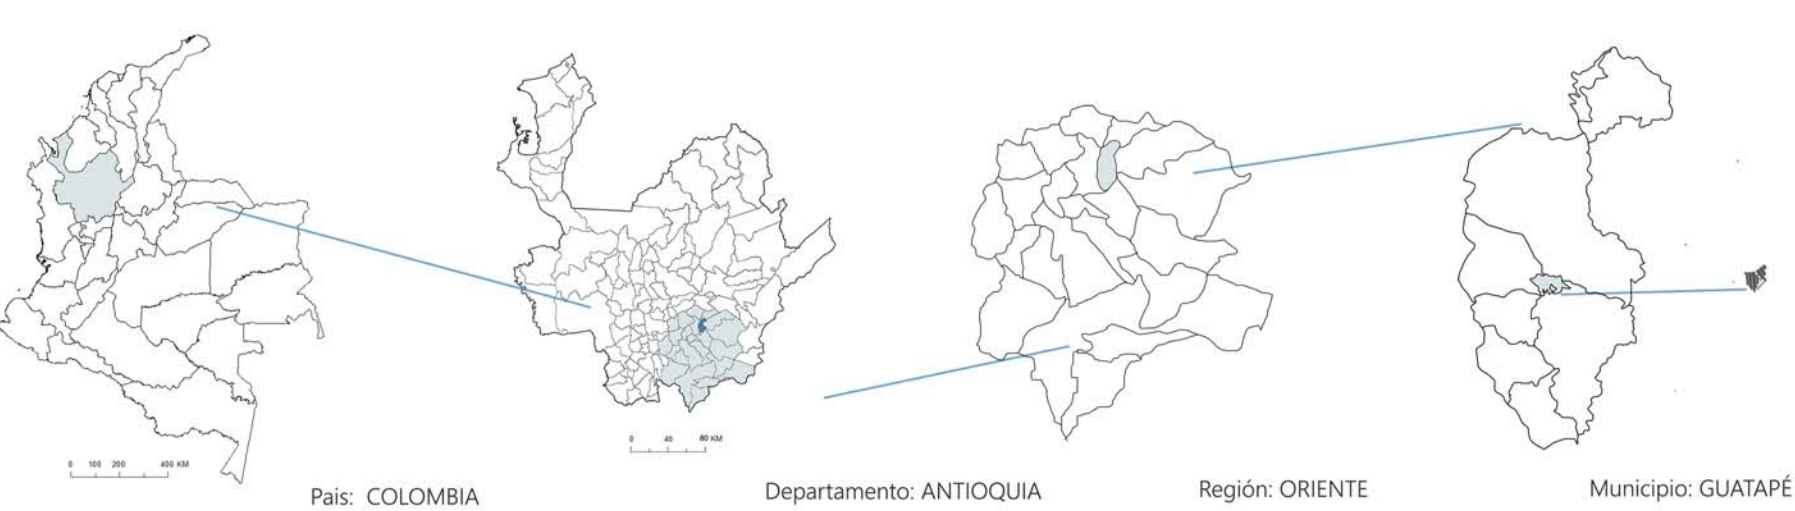 0 100 200 400 KM
0 40 80 KM
Pais: COLOMBIA
Departamento: ANTIOQUIA
Región: ORIENTE
Municipio: GUATAPÉ